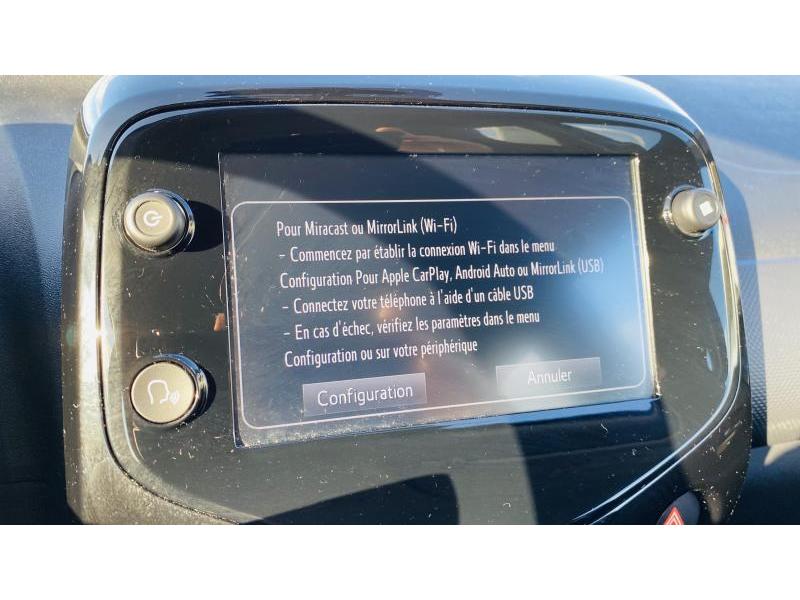 Pour Miracast ou MirrorLink (Wi-Fi)
- Commencez par établir la connexion Wi-Fi dans le menu
Configuration Pour Apple CarPlay, Android Auto ou MirrorLink (USB)
- Connectez votre téléphone à l'aide d'un câble USB
- En cas d'échec, vérifiez les paramètres dans le menu
Configuration ou sur votre périphérique
Configuration
Annuler